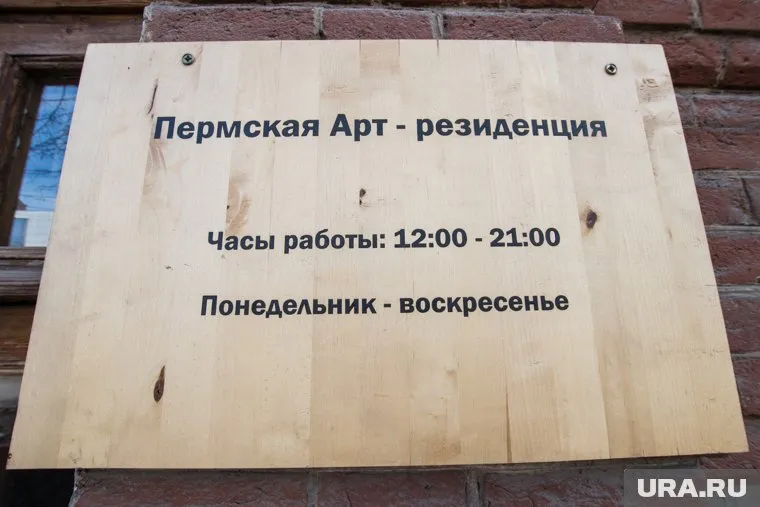 Пермская Арт - резиденция
Часы работы: 12:00 - 21:00
Понедельник - воскресенье
URA.RU